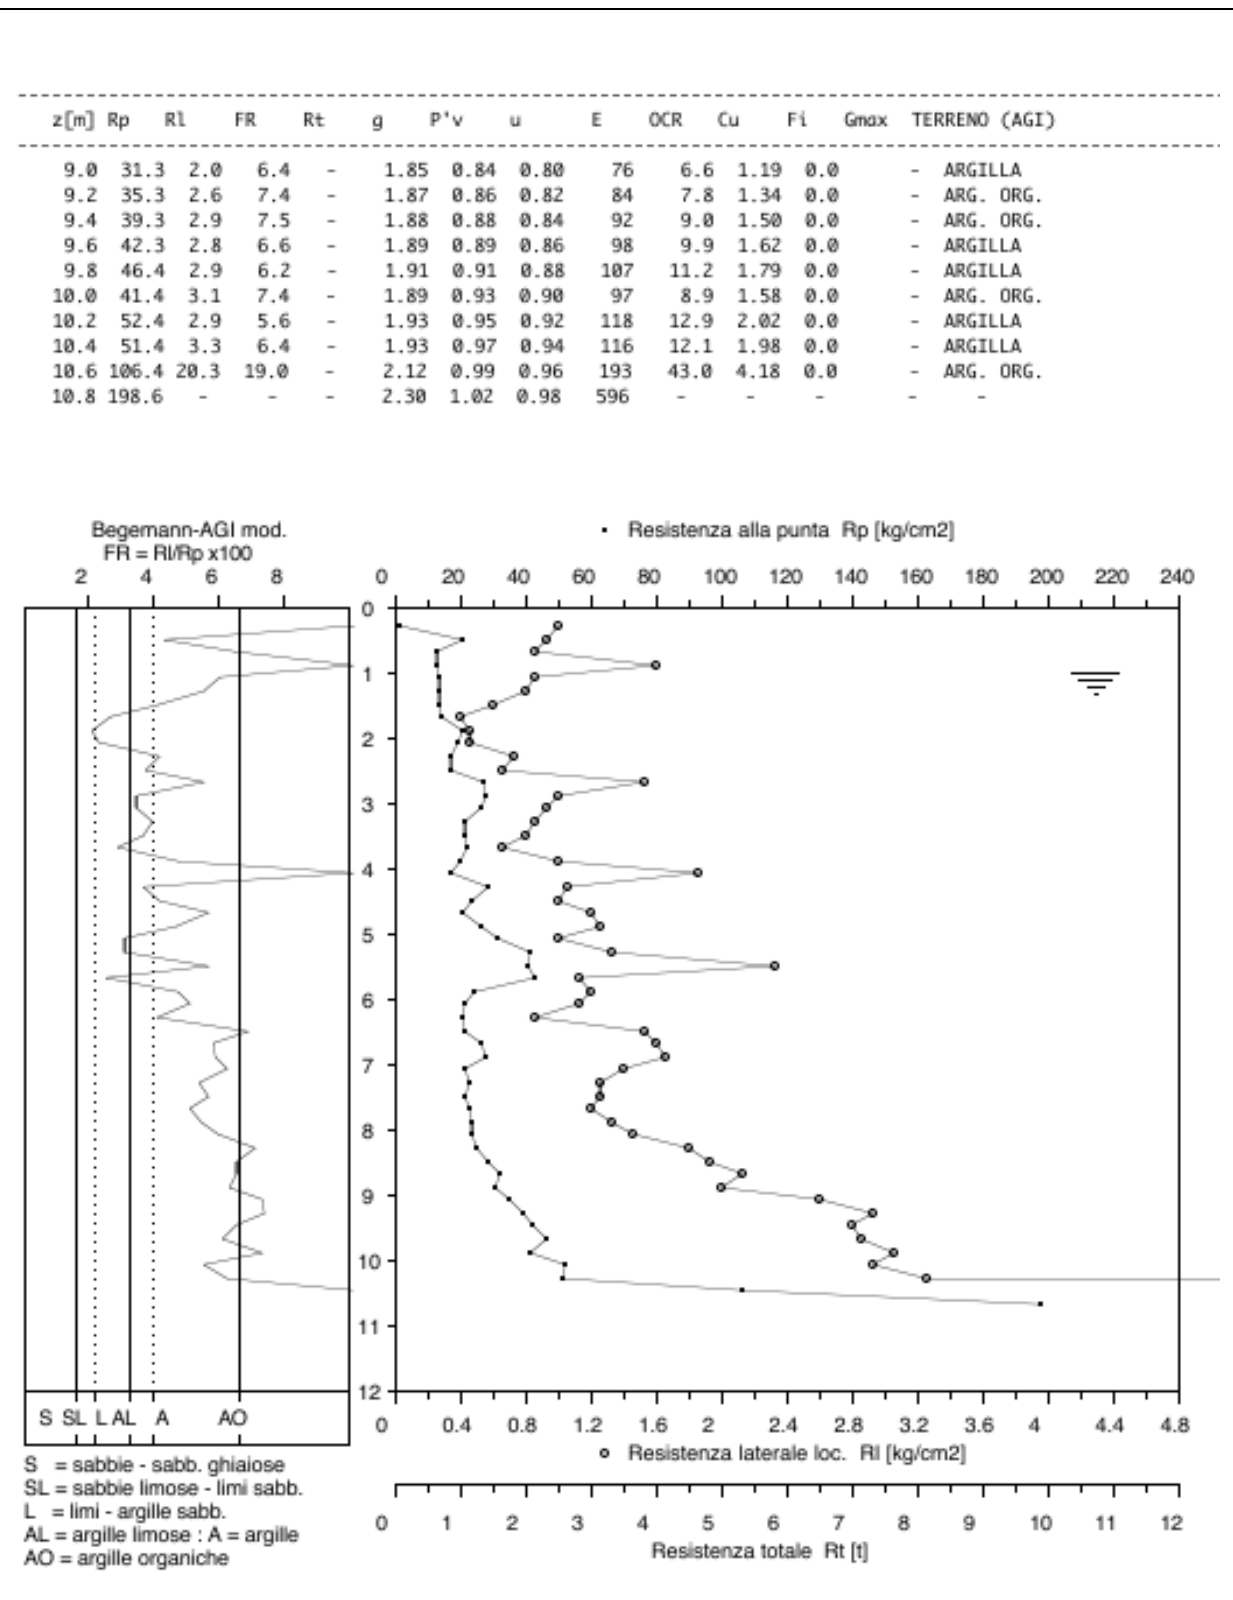 z[m] Rp Rl FR Rt g P'v u E OCR Cu Fi Gmax TERRENO (AGI)
9.0 31.3 2.0 6.4 - 1.85 0.84 0.80 76 6.6 1.19 0.0 - ARGILLA
9.2 35.3 2.6 7.4 - 1.87 0.86 0.82 84 7.8 1.34 0.0 - ARG. ORG.
9.4 39.3 2.9 7.5 - 1.88 0.88 0.84 92 9.0 1.50 0.0 - ARG. ORG.
9.6 42.3 2.8 6.6 - 1.89 0.89 0.86 98 9.9 1.62 0.0 - ARGILLA
9.8 46.4 2.9 6.2 - 1.91 0.91 0.88 107 11.2 1.79 0.0 - ARGILLA
10.0 41.4 3.1 7.4 - 1.89 0.93 0.90 97 8.9 1.58 0.0 - ARG. ORG.
10.2 52.4 2.9 5.6 - 1.93 0.95 0.92 118 12.9 2.02 0.0 - ARGILLA
10.4 51.4 3.3 6.4 - 1.93 0.97 0.94 116 12.1 1.98 0.0 - ARGILLA
10.6 106.4 20.3 19.0 - 2.12 0.99 0.96 193 43.0 4.18 0.0 - ARG. ORG.
10.8 198.6 - - - 2.30 1.02 0.98 596 - - - - -
Begemann-AGI mod.
FR = Rl/Rp x100
2 4 6 8
Resistenza alla punta Rp [kg/cm2]
0 20 40 60 80 100 120 140 160 180 200 220 240
0
1
2
3
4
5
6
7
8
9
10
11
12
S SL L AL A AO
0 0.4 0.8 1.2 1.6 2 2.4 2.8 3.2 3.6 4 4.4 4.8
Resistenza laterale loc. Rl [kg/cm2]
S = sabbie - sabb. ghiaiose
SL = sabbie limose - limi sabb.
L = limi - argille sabb.
AL = argille limose : A = argille
AO = argille organiche
0 1 2 3 4 5 6 7 8 9 10 11 12
Resistenza totale Rt [t]